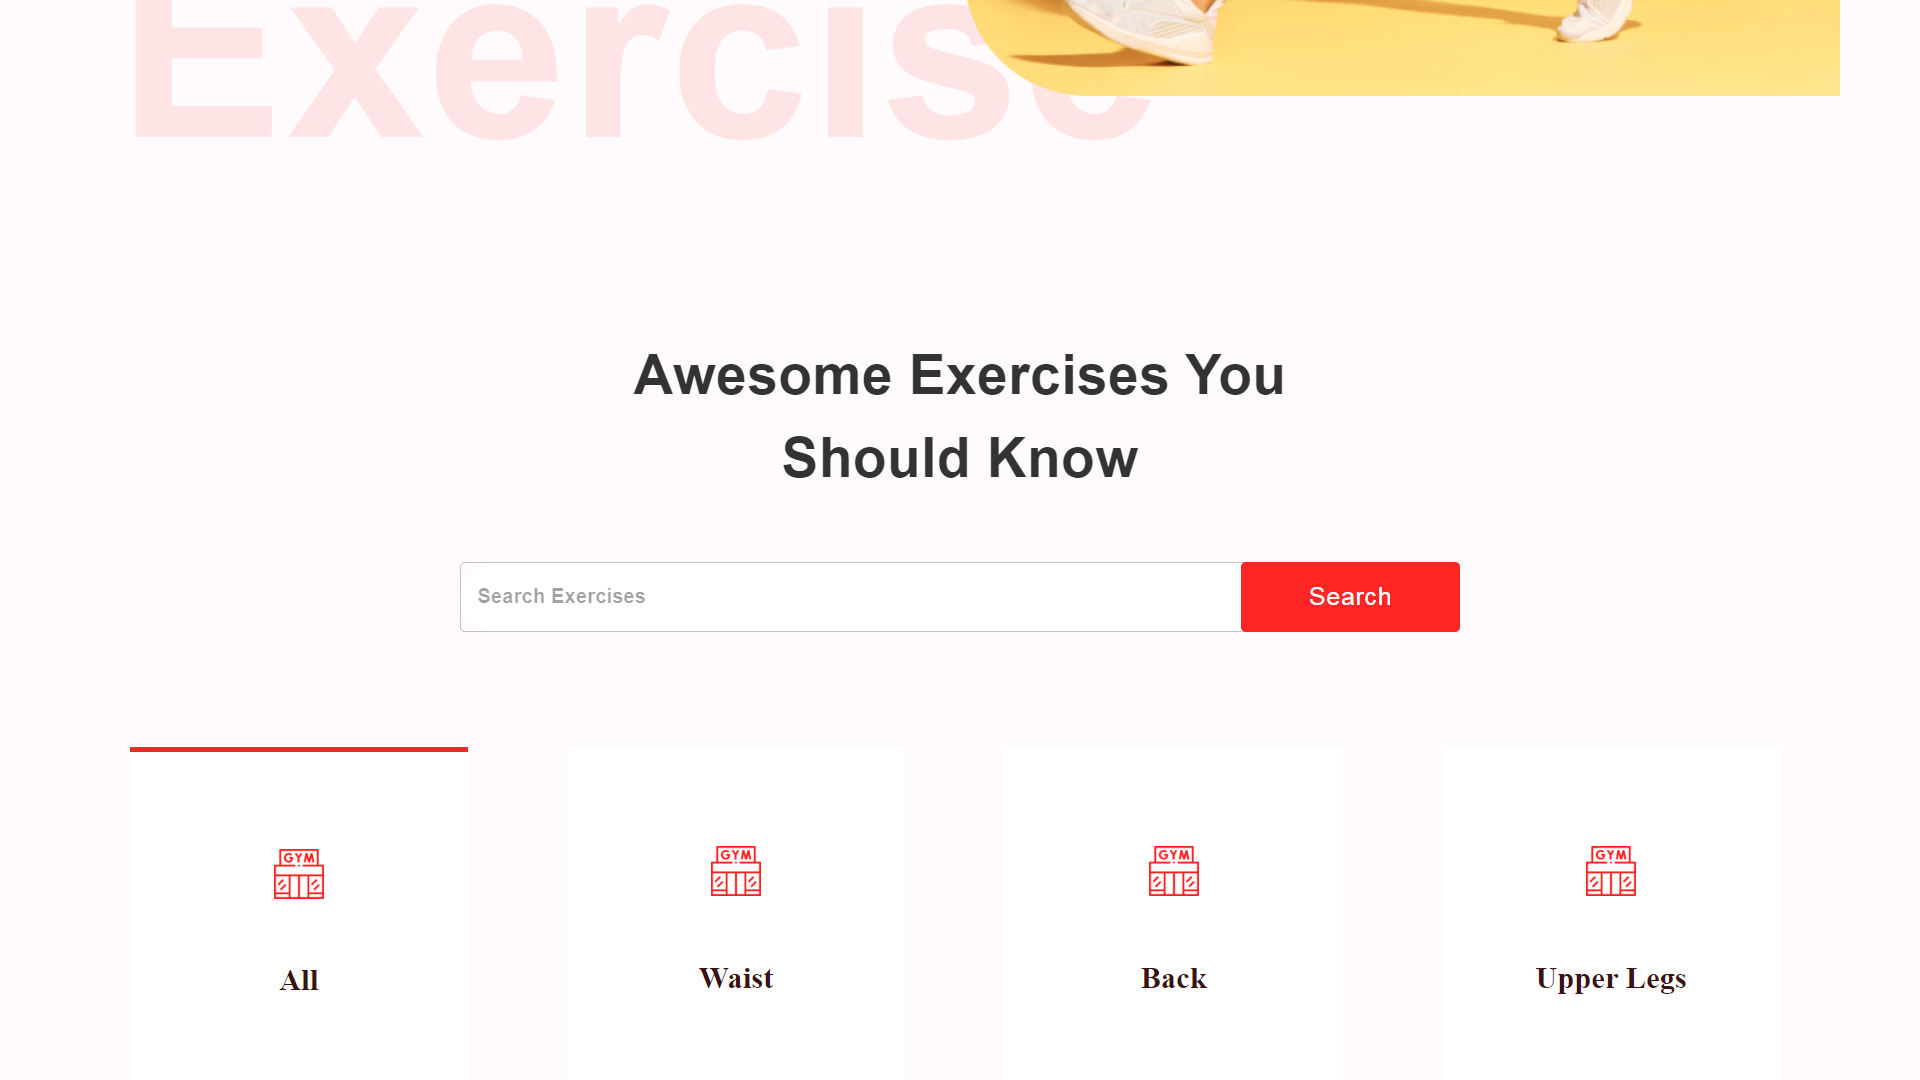 Exercise
Awesome Exercises You
Should Know
Search Exercises
Search
GYM
GYM
GYM
GYM
All
Waist
Back
Upper Legs